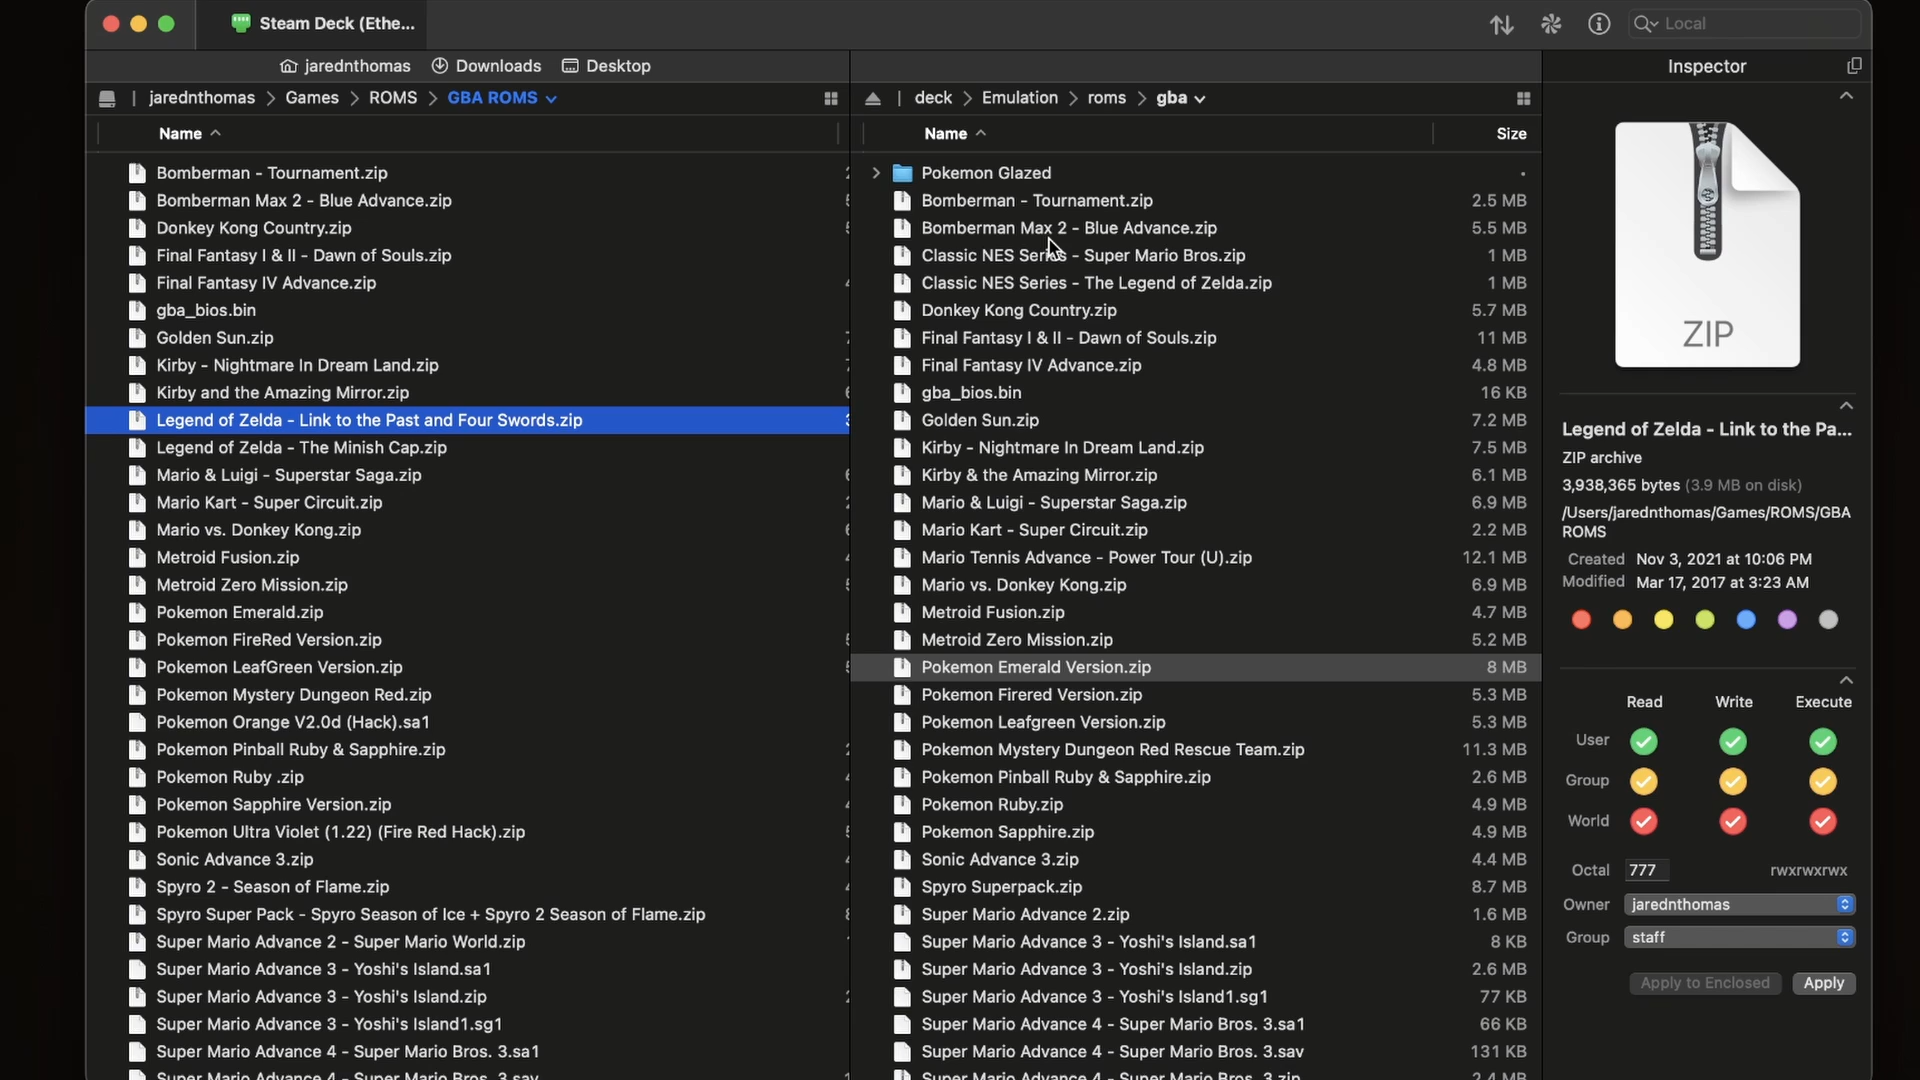 Steam Deck (Ethe...
Local
jarednthomas
Downloads
Desktop
jarednthomas > Games > ROMS > GBA ROMS
Name
Bomberman - Tournament.zip
Bomberman Max 2 - Blue Advance.zip
Donkey Kong Country.zip
Final Fantasy I & II - Dawn of Souls.zip
Final Fantasy IV Advance.zip
gba_bios.bin
Golden Sun.zip
Kirby - Nightmare In Dream Land.zip
Kirby and the Amazing Mirror.zip
Legend of Zelda - Link to the Past and Four Swords.zip
Legend of Zelda - The Minish Cap.zip
Mario & Luigi - Superstar Saga.zip
Mario Kart - Super Circuit.zip
Mario vs. Donkey Kong.zip
Metroid Fusion.zip
Metroid Zero Mission.zip
Pokemon Emerald.zip
Pokemon FireRed Version.zip
Pokemon LeafGreen Version.zip
Pokemon Mystery Dungeon Red.zip
Pokemon Orange V2.0d (Hack).sa1
Pokemon Pinball Ruby & Sapphire.zip
Pokemon Ruby .zip
Pokemon Sapphire Version.zip
Pokemon Ultra Violet (1.22) (Fire Red Hack).zip
Sonic Advance 3.zip
Spyro 2 - Season of Flame.zip
Spyro Super Pack - Spyro Season of Ice + Spyro 2 Season of Flame.zip
Super Mario Advance 2 - Super Mario World.zip
Super Mario Advance 3 - Yoshi's Island.sa1
Super Mario Advance 3 - Yoshi's Island.zip
Super Mario Advance 3 - Yoshi's Island1.sg1
Super Mario Advance 4 - Super Mario Bros. 3.sa1
Super Mario Advance 4 - Super Mario Bros. 3.sav
deck > Emulation > roms > gba
Name Size
Pokemon Glazed
Bomberman - Tournament.zip 2.5 MB
Bomberman Max 2 - Blue Advance.zip 5.5 MB
Classic NES Series - Super Mario Bros.zip 1 MB
Classic NES Series - The Legend of Zelda.zip 1 MB
Donkey Kong Country.zip 5.7 MB
Final Fantasy I & II - Dawn of Souls.zip 11 MB
Final Fantasy IV Advance.zip 4.8 MB
gba_bios.bin 16 KB
Golden Sun.zip 7.2 MB
Kirby - Nightmare In Dream Land.zip 7.5 MB
Kirby & the Amazing Mirror.zip 6.1 MB
Mario & Luigi - Superstar Saga.zip 6.9 MB
Mario Kart - Super Circuit.zip 2.2 MB
Mario Tennis Advance - Power Tour (U).zip 12.1 MB
Mario vs. Donkey Kong.zip 6.9 MB
Metroid Fusion.zip 4.7 MB
Metroid Zero Mission.zip 5.2 MB
Pokemon Emerald Version.zip 8 MB
Pokemon Firered Version.zip 5.3 MB
Pokemon Leafgreen Version.zip 5.3 MB
Pokemon Mystery Dungeon Red Rescue Team.zip 11.3 MB
Pokemon Pinball Ruby & Sapphire.zip 2.6 MB
Pokemon Ruby.zip 4.9 MB
Pokemon Sapphire.zip 4.9 MB
Sonic Advance 3.zip 4.4 MB
Spyro Superpack.zip 8.7 MB
Super Mario Advance 2.zip 1.6 MB
Super Mario Advance 3 - Yoshi's Island.sa1 8 KB
Super Mario Advance 3 - Yoshi's Island.zip 2.6 MB
Super Mario Advance 3 - Yoshi's Island1.sg1 77 KB
Super Mario Advance 4 - Super Mario Bros. 3.sa1 66 KB
Super Mario Advance 4 - Super Mario Bros. 3.sav 131 KB
Super Mario Advance 4 - Super Mario Bros. 3.zip 2.4 MB
Inspector
ZIP
Legend of Zelda - Link to the Pa...
ZIP archive
3,938,365 bytes (3.9 MB on disk)
/Users/jarednthomas/Games/ROMS/GBA
ROMS
Created Nov 3, 2021 at 10:06 PM
Modified Mar 17, 2017 at 3:23 AM
Read Write Execute
User
Group
World
Octal 777 rwxrwxrwx
Owner jarednthomas
Group staff
Apply to Enclosed Apply